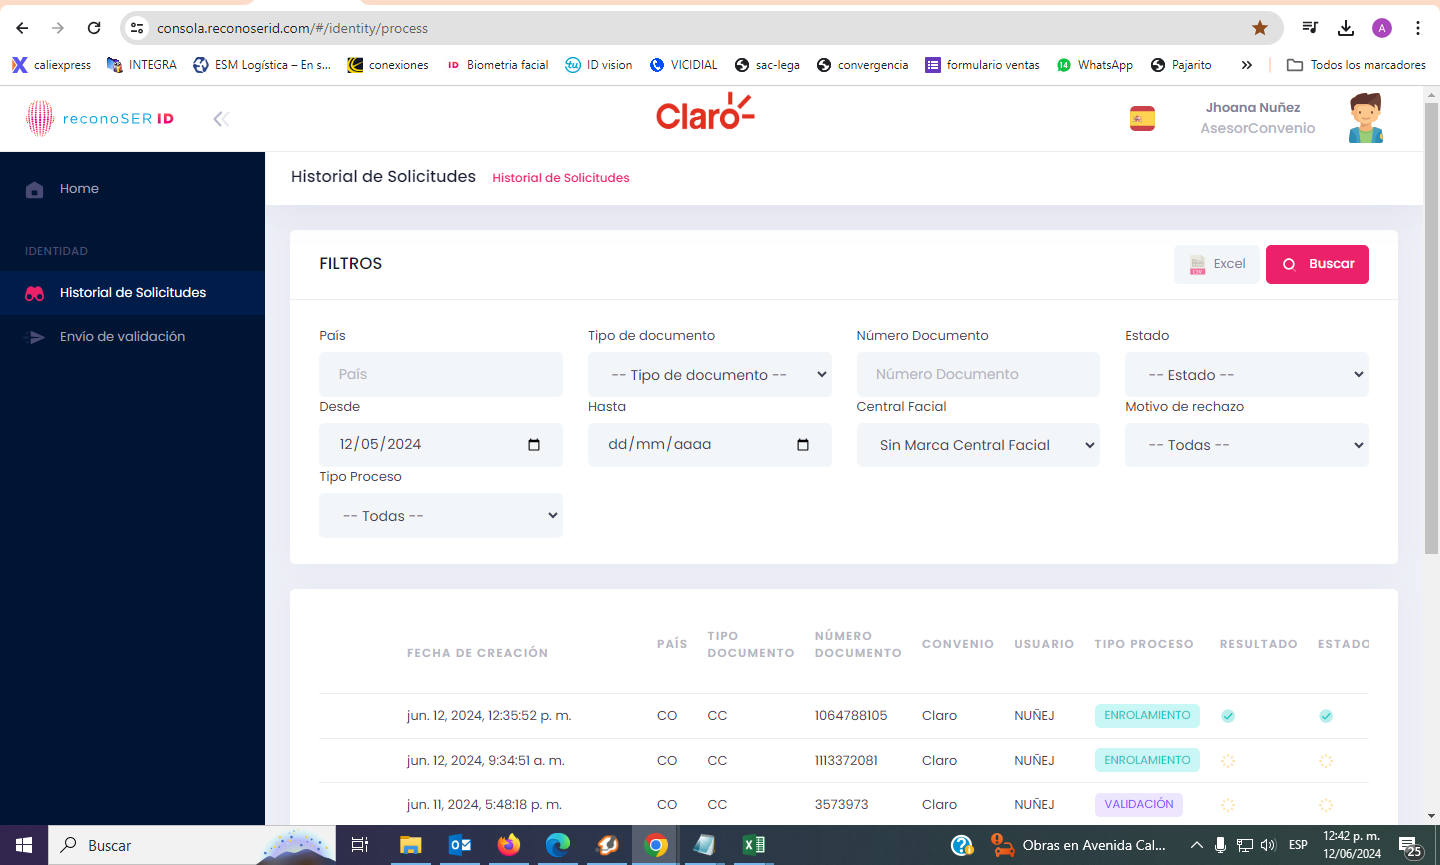 consola.reconoserid.com/#/identity/process
A
caliexpress
INTEGRA
ESM Logística – En s...
conexiones
ID
Biometria facial
tu
ID vision
VICIDIAL
sac-lega
convergencia
formulario ventas
14
WhatsApp
Pajarito
»
Todos los marcadores
reconoSER ID
Claro
Jhoana Nuñez
AsesorConvenio
Home
IDENTIDAD
Historial de Solicitudes
Envío de validación
Historial de Solicitudes
Historial de Solicitudes
FILTROS
Excel
Buscar
País
Tipo de documento
Número Documento
Estado
País
-- Tipo de documento --
Número Documento
-- Estado --
Desde
Hasta
Central Facial
Motivo de rechazo
12/05/2024
dd/mm/aaaa
Sin Marca Central Facial
-- Todas --
Tipo Proceso
-- Todas --
FECHA DE CREACIÓN
PAÍS
TIPO
DOCUMENTO
NÚMERO
DOCUMENTO
CONVENIO
USUARIO
TIPO PROCESO
RESULTADO
ESTADO
jun. 12, 2024, 12:35:52 p. m.
CO
CC
1064788105
Claro
NUÑEJ
ENROLAMIENTO
jun. 12, 2024, 9:34:51 a. m.
CO
CC
1113372081
Claro
NUÑEJ
ENROLAMIENTO
jun. 11, 2024, 5:48:18 p. m.
CO
CC
3573973
Claro
NUÑEJ
VALIDACIÓN
Buscar
Obras en Avenida Cal...
ESP
12:42 p. m.
12/06/2024
25